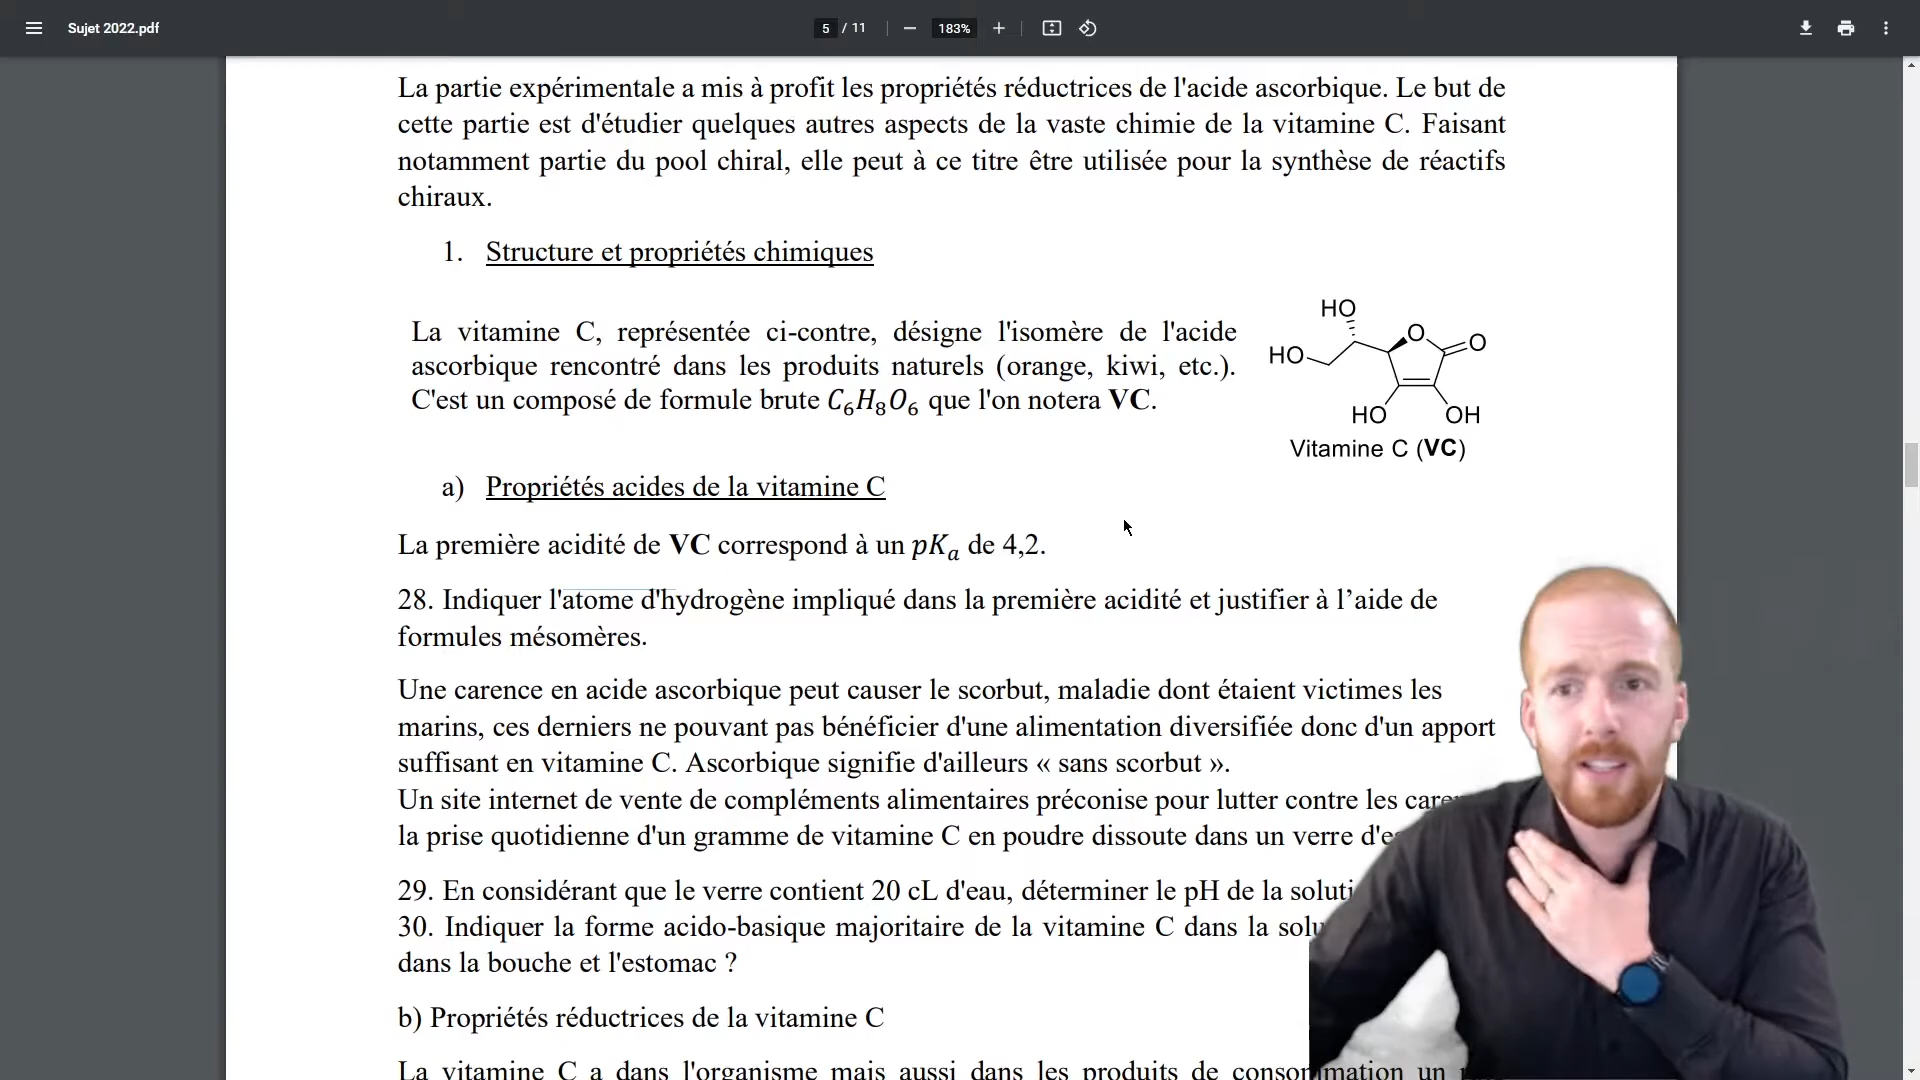 Sujet 2022.pdf
5 / 11
183%
La partie expérimentale a mis à profit les propriétés réductrices de l'acide ascorbique. Le but de
cette partie est d'étudier quelques autres aspects de la vaste chimie de la vitamine C. Faisant
notamment partie du pool chiral, elle peut à ce titre être utilisée pour la synthèse de réactifs
chiraux.
1. Structure et propriétés chimiques
La vitamine C, représentée ci-contre, désigne l'isomère de l'acide
ascorbique rencontré dans les produits naturels (orange, kiwi, etc.).
C'est un composé de formule brute C₆H₈O₆ que l'on notera VC.
HO
O
O
HO
HO
OH
Vitamine C (VC)
a) Propriétés acides de la vitamine C
La première acidité de VC correspond à un pKₐ de 4,2.
28. Indiquer l'atome d'hydrogène impliqué dans la première acidité et justifier à l’aide de
formules mésomères.
Une carence en acide ascorbique peut causer le scorbut, maladie dont étaient victimes les
marins, ces derniers ne pouvant pas bénéficier d'une alimentation diversifiée donc d'un apport
suffisant en vitamine C. Ascorbique signifie d'ailleurs « sans scorbut ».
Un site internet de vente de compléments alimentaires préconise pour lutter contre les
la prise quotidienne d'un gramme de vitamine C en poudre dissoute dans un verre
29. En considérant que le verre contient 20 cL d'eau, déterminer le pH de la
30. Indiquer la forme acido-basique majoritaire de la vitamine C dans la
dans la bouche et l'estomac ?
b) Propriétés réductrices de la vitamine C
La vitamine C a dans l'organisme mais aussi dans les produits de consommation un